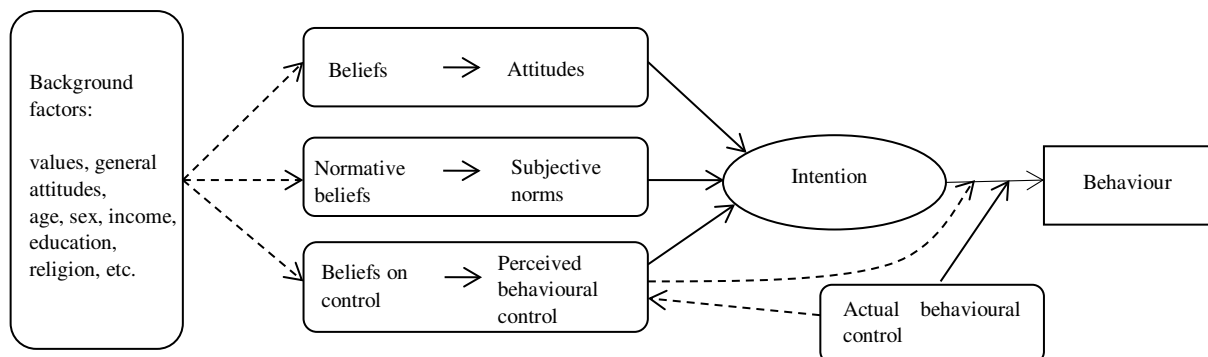 Background
factors:
values, general
attitudes,
age, sex, income,
education,
religion, etc.
Beliefs
Attitudes
Normative
beliefs
Subjective
norms
Beliefs on
control
Perceived
behavioural
control
Intention
Behaviour
Actual behavioural
control